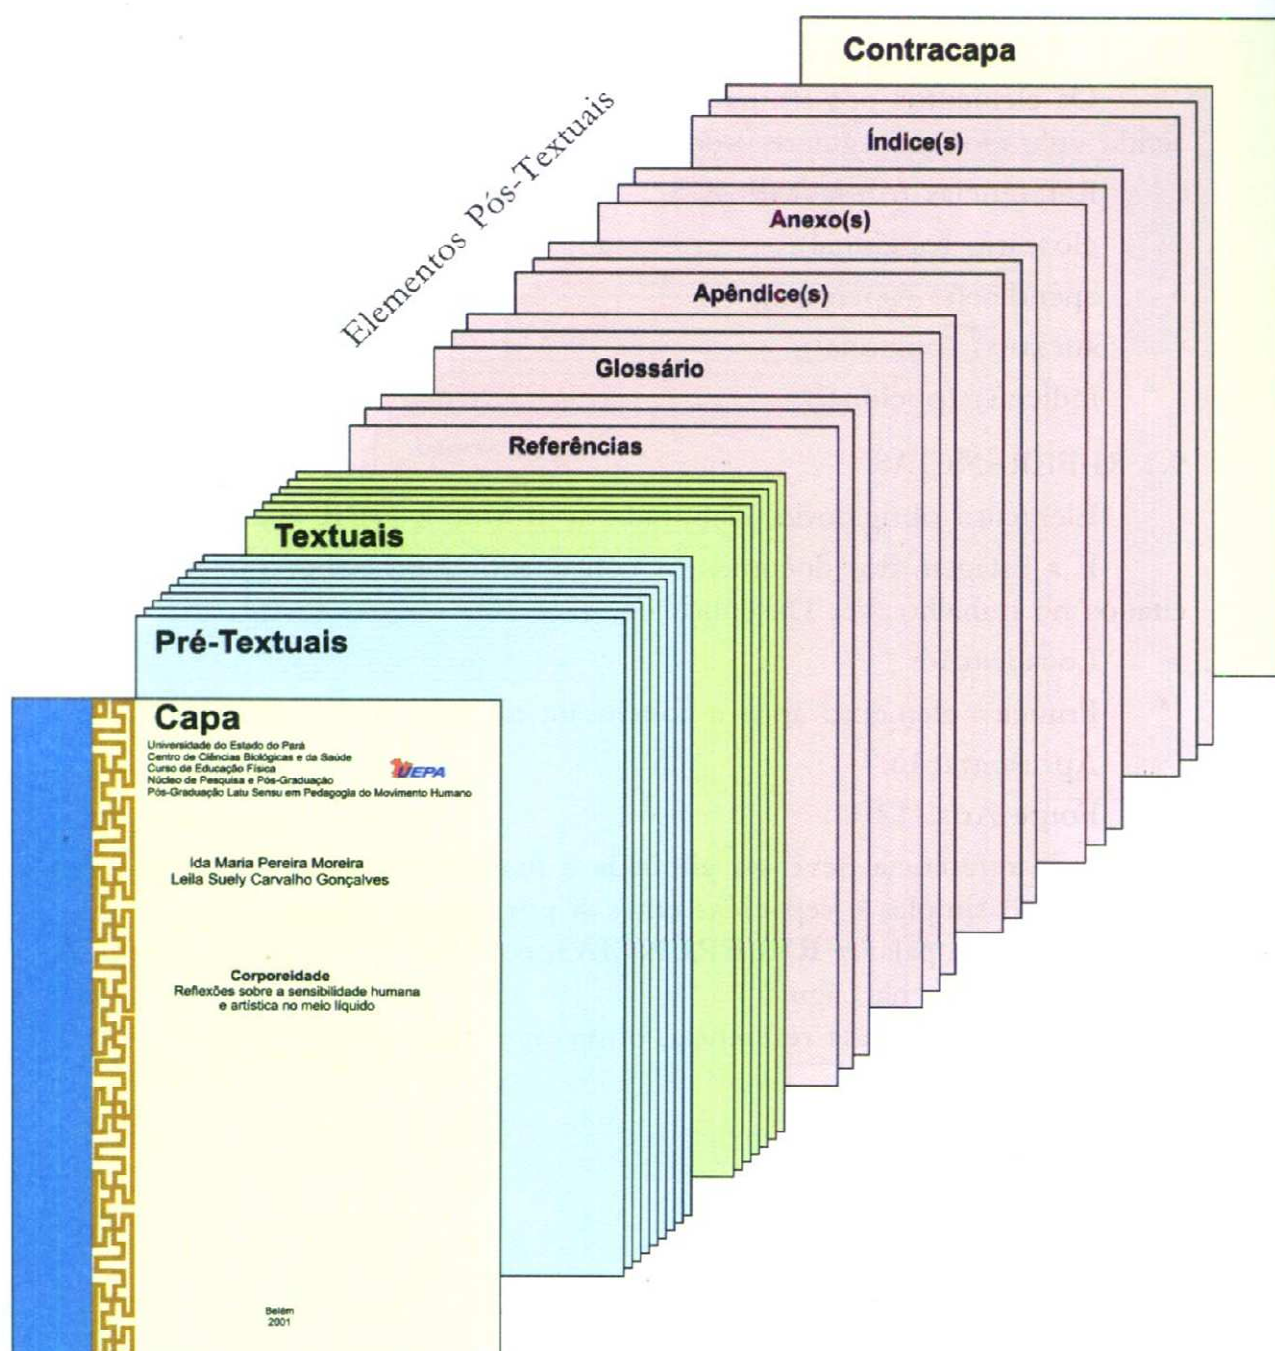 Contracapa
Índice(s)
Anexo(s)
Apêndice(s)
Glossário
Referências
Elementos Pós-Textuais
Textuais
Pré-Textuais
Capa
Universidade do Estado do Pará
Centro de Ciências Biológicas e da Saúde
Curso de Educação Física
Núcleo de Pesquisa e Pós-Graduação
Pós-Graduação Latu Sensu em Pedagogia do Movimento Humano
UEPA
Ida Maria Pereira Moreira
Leila Suely Carvalho Gonçalves
Corporeidade
Reflexões sobre a sensibilidade humana
e artística no meio líquido
Belém
2001